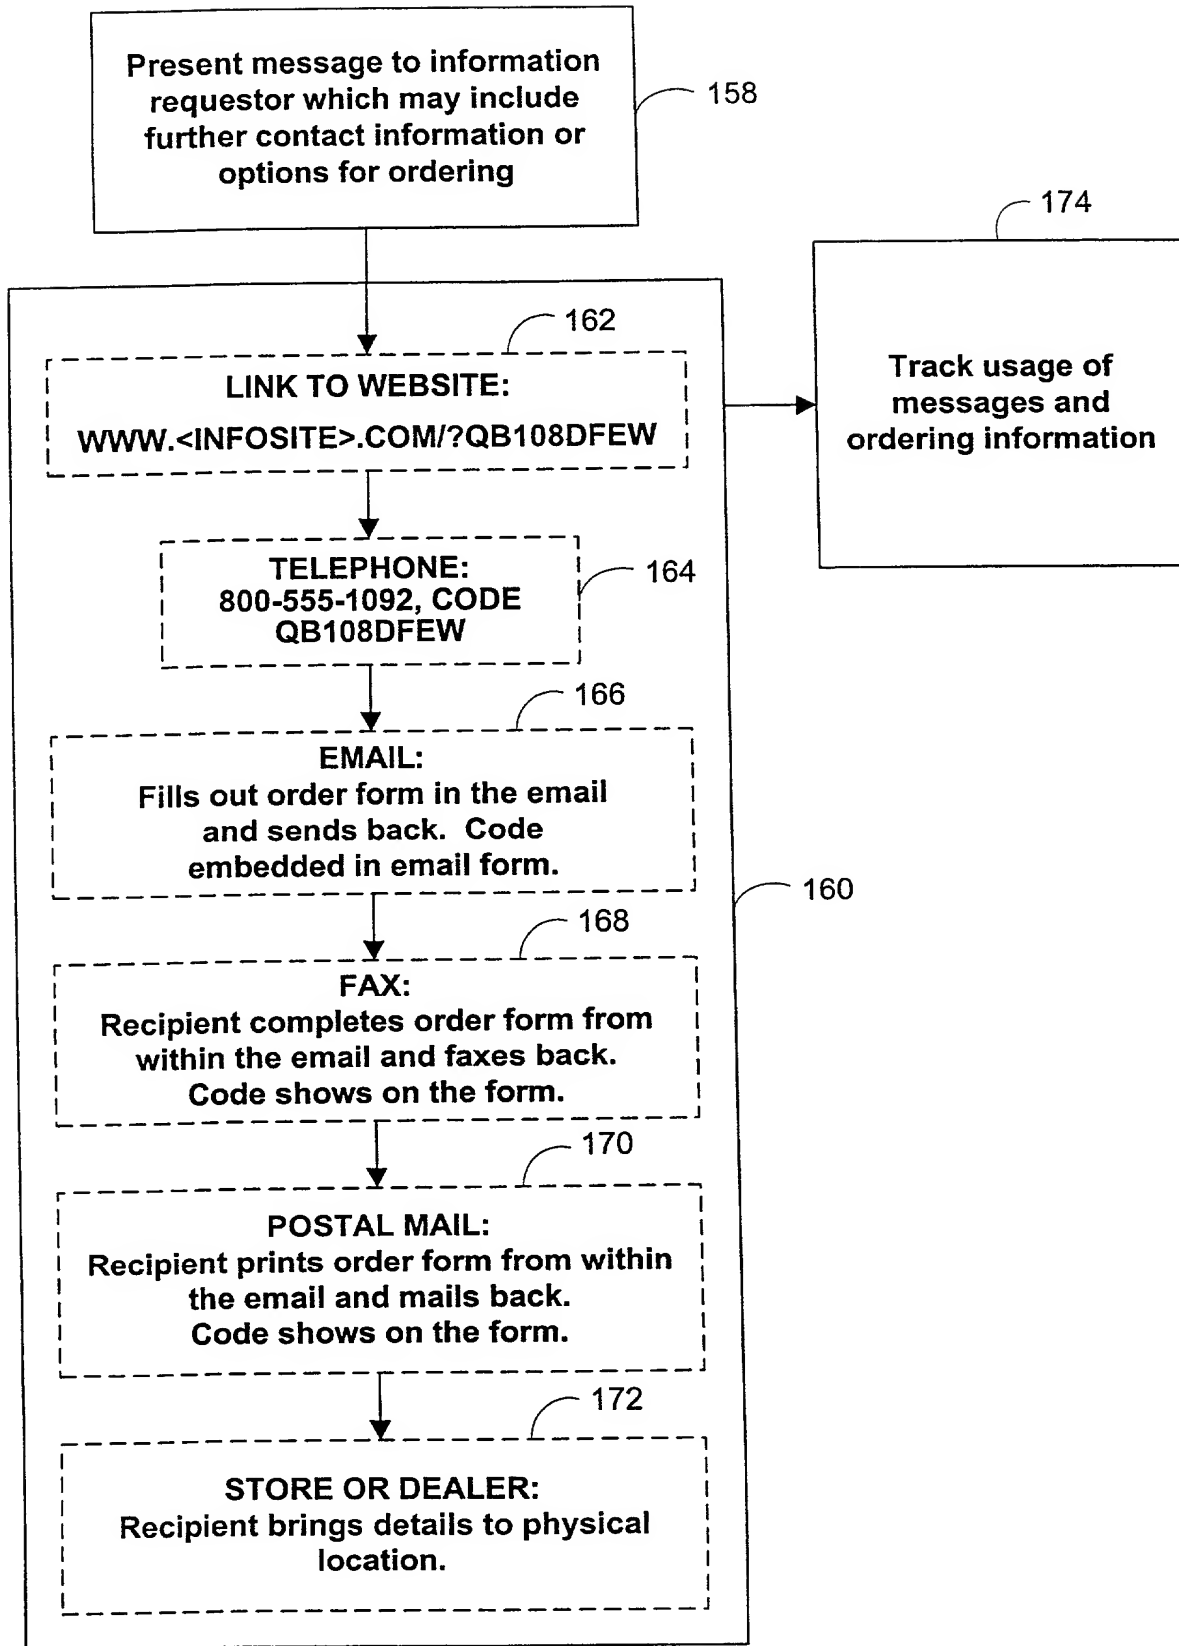 Present message to information
requestor which may include
further contact information or
options for ordering
158
174
Track usage of
messages and
ordering information
162
LINK TO WEBSITE:
WWW.<INFOSITE>.COM/?QB108DFEW
TELEPHONE:
800-555-1092, CODE
QB108DFEW
164
166
EMAIL:
Fills out order form in the email
and sends back. Code
embedded in email form.
160
168
FAX:
Recipient completes order form from
within the email and faxes back.
Code shows on the form.
170
POSTAL MAIL:
Recipient prints order form from within
the email and mails back.
Code shows on the form.
172
STORE OR DEALER:
Recipient brings details to physical
location.